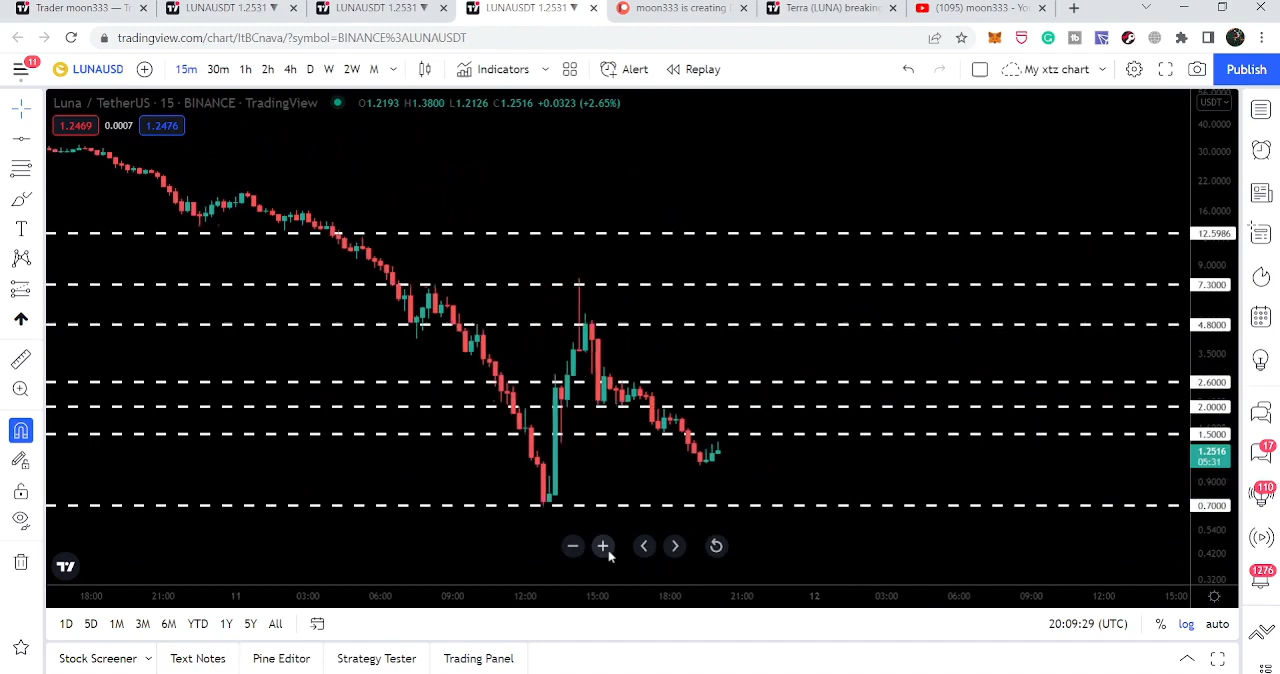 Trader moon333 — T
LUNAUSDT 1.2531 ▼
LUNAUSDT 1.2531 ▼
LUNAUSDT 1.2531 ▼
moon333 is creating
Terra (LUNA) breakin
(1095) moon333 - Yo
tradingview.com/chart/ItBCnava/?symbol=BINANCE%3ALUNAUSDT
11
LUNAUSD 15m 30m 1h 2h 4h D W 2W M Indicators Alert Replay My xtz chart Publish
Luna / TetherUS · 15 · BINANCE · TradingView O1.2193 H1.3800 L1.2126 C1.2516 +0.0323 (+2.65%)
USDT
1.2469 0.0007 1.2476
40.0000
30.0000
22.0000
16.0000
12.5986
9.0000
7.3000
4.8000
3.5000
2.6000
2.0000
1.5000
1.2516
05:31
0.9000
0.7000
0.5400
0.4200
0.3200
17
110
1276
18:00 21:00 11 03:00 06:00 09:00 12:00 15:00 18:00 21:00 12 03:00 06:00 09:00 12:00 15:00
1D 5D 1M 3M 6M YTD 1Y 5Y All 20:09:29 (UTC) % log auto
Stock Screener Text Notes Pine Editor Strategy Tester Trading Panel